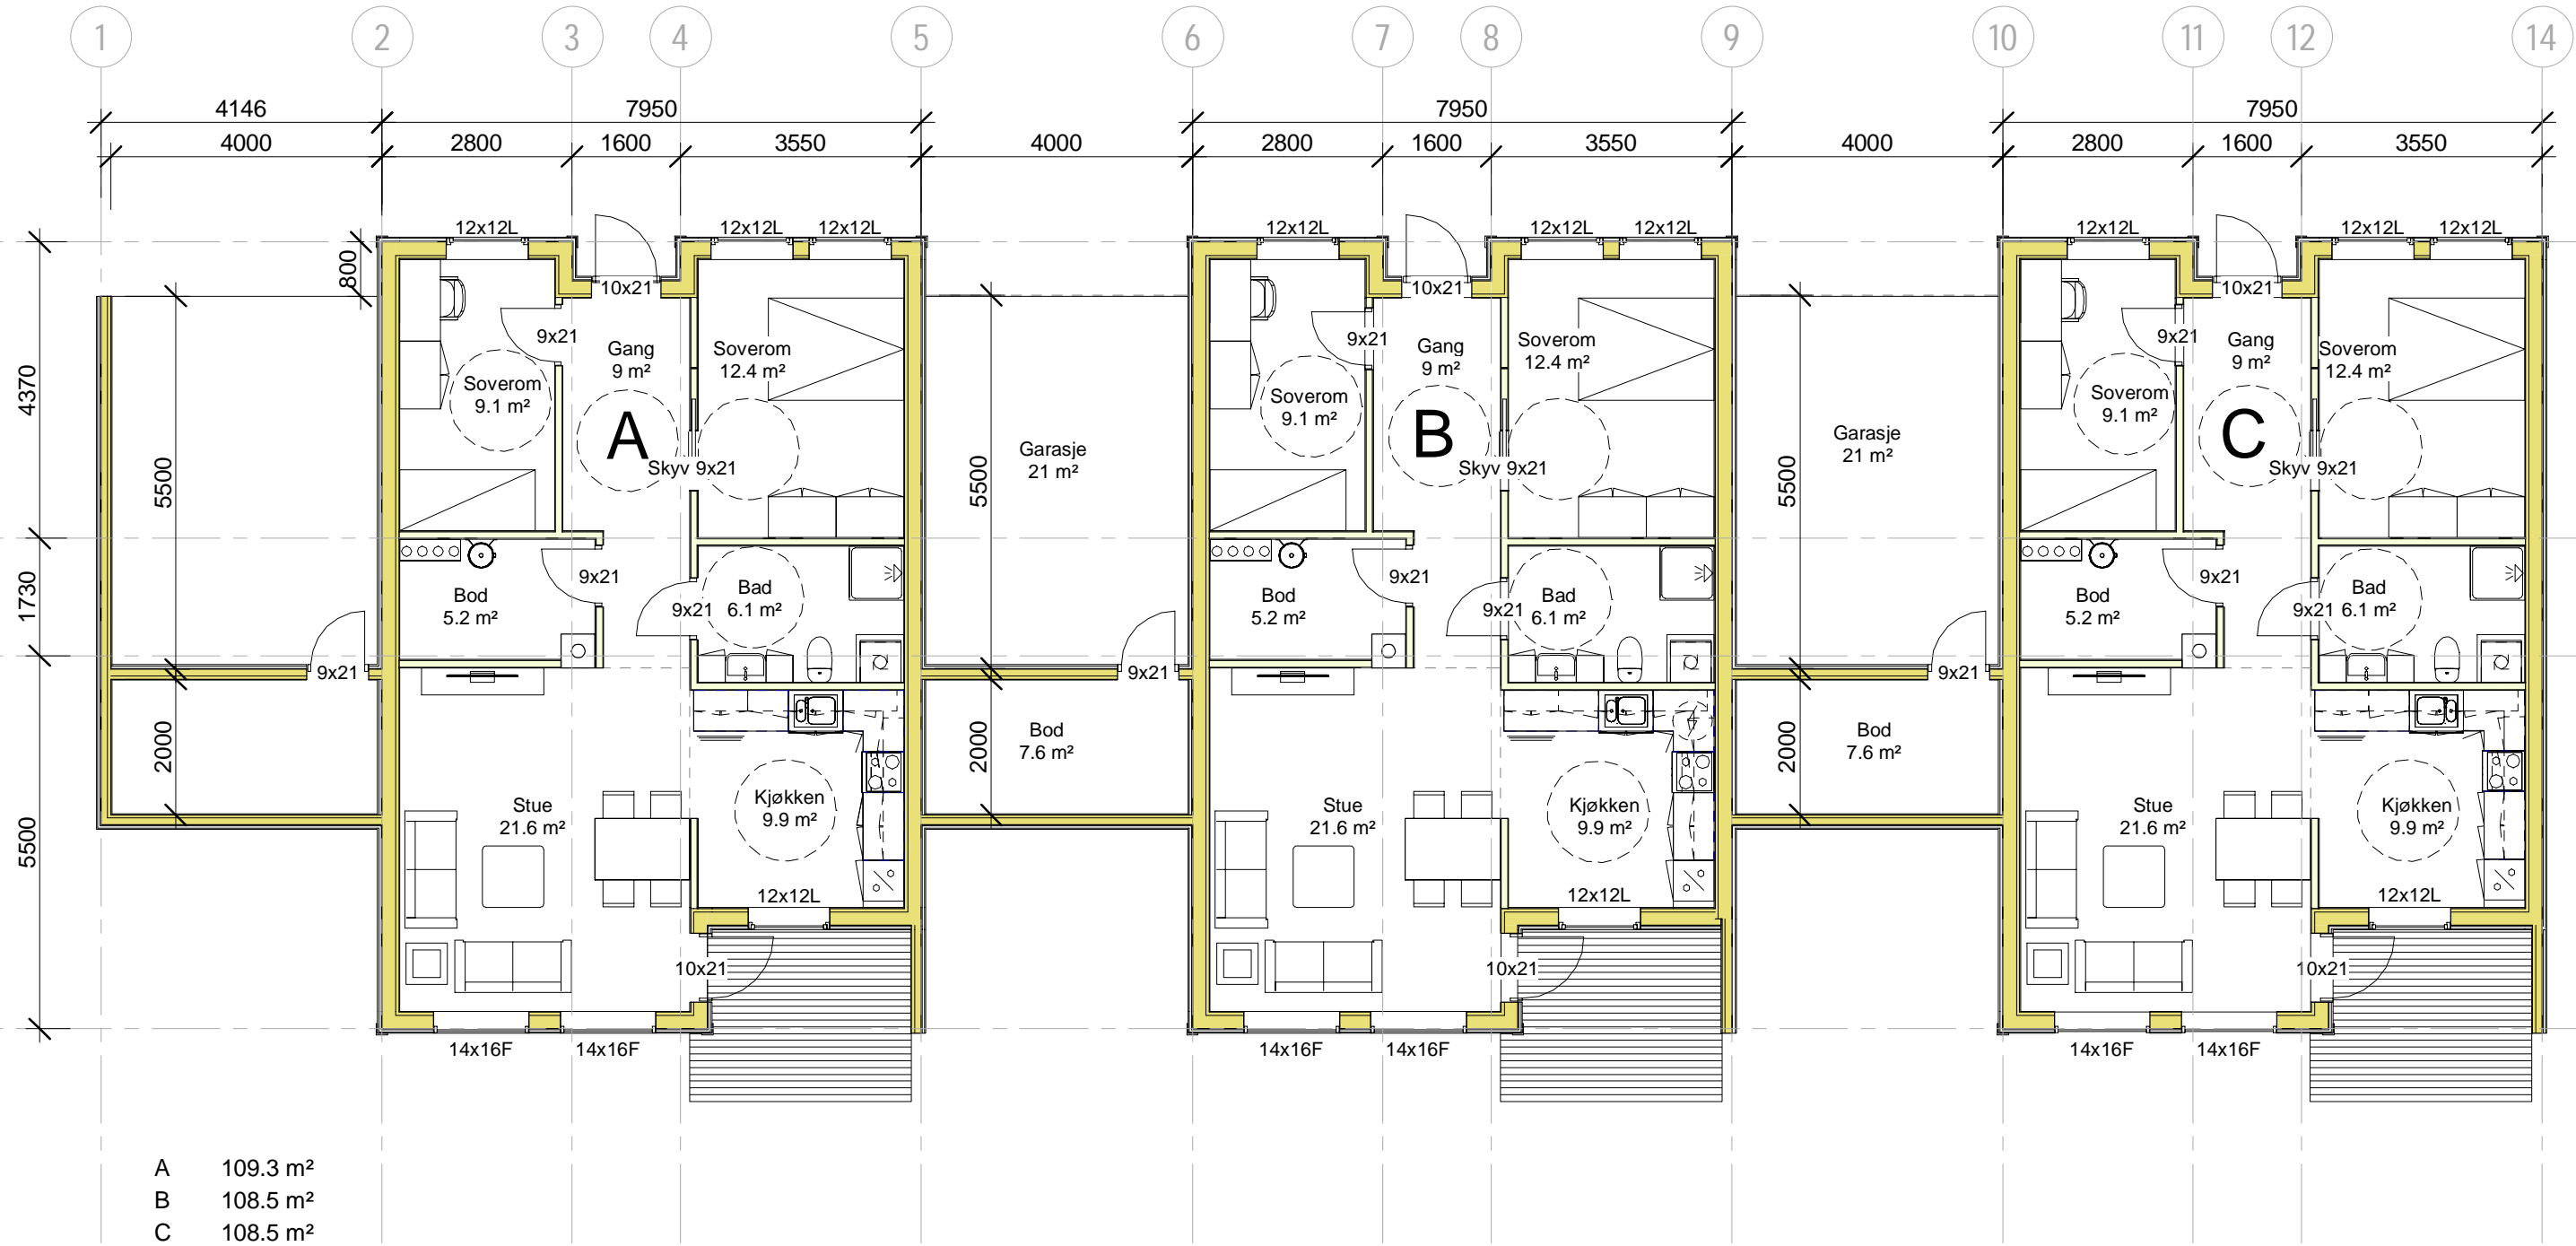 1 2 3 4 5 6 7 8 9 10 11 12 14
4146 7950 7950 7950
4000 2800 1600 3550 4000 2800 1600 3550 4000 2800 1600 3550
12x12L 12x12L 12x12L 12x12L 12x12L 12x12L 12x12L 12x12L 12x12L
800
10x21 10x21 10x21
9x21 9x21 9x21
Gang Soverom Gang Soverom Gang Soverom
9 m² 12.4 m² 9 m² 12.4 m² 9 m² 12.4 m²
4370
Soverom Soverom Soverom
9.1 m² 9.1 m² 9.1 m²
A B C
Garasje Garasje
21 m² 21 m²
5500 5500 5500
Skyv 9x21 Skyv 9x21 Skyv 9x21
1730
9x21 9x21 9x21
Bod Bad Bod Bad Bod Bad
5.2 m² 9x21 6.1 m² 5.2 m² 9x21 6.1 m² 5.2 m² 9x21 6.1 m²
9x21 9x21 9x21
2000 2000 2000
Bod Bod
7.6 m² 7.6 m²
5500
Stue Kjøkken Stue Kjøkken Stue Kjøkken
21.6 m² 9.9 m² 21.6 m² 9.9 m² 21.6 m² 9.9 m²
12x12L 12x12L 12x12L
10x21 10x21 10x21
14x16F 14x16F 14x16F 14x16F 14x16F 14x16F
A 109.3 m²
B 108.5 m²
C 108.5 m²